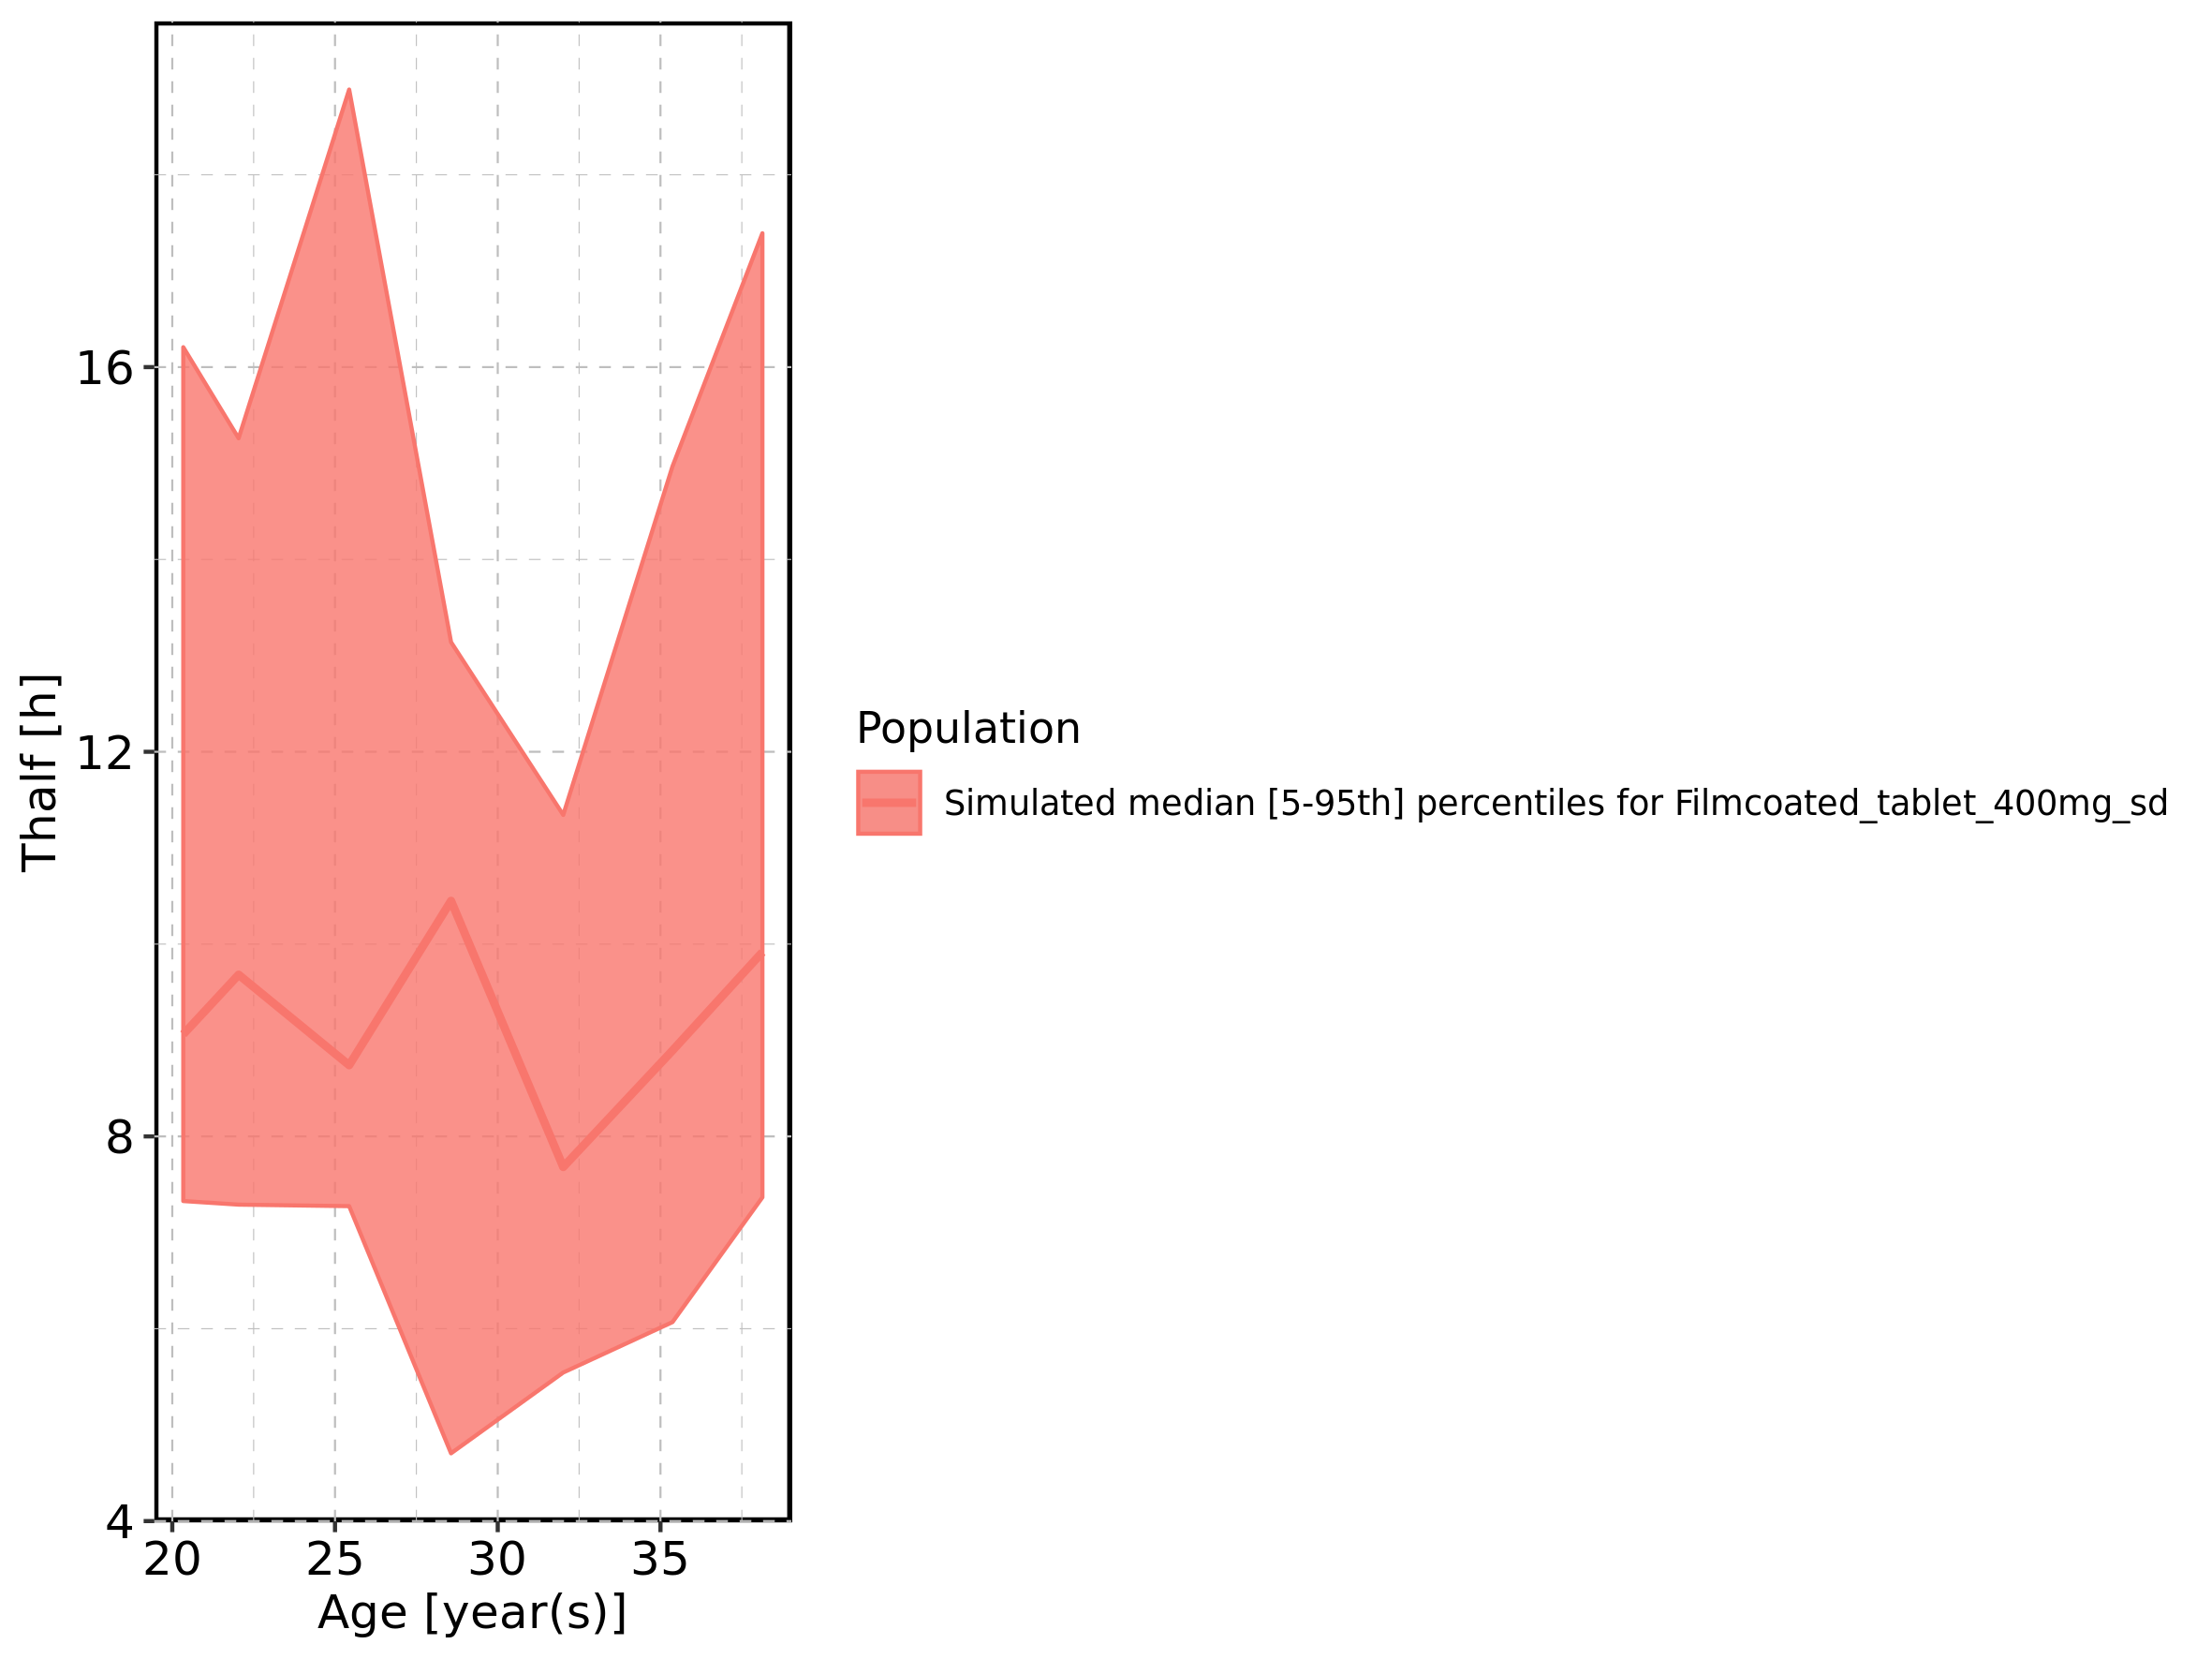 16
12
8
4
20 25 30 35
Age [year(s)]
Thalf [h]
Population
Simulated median [5-95th] percentiles for Filmcoated_tablet_400mg_sd